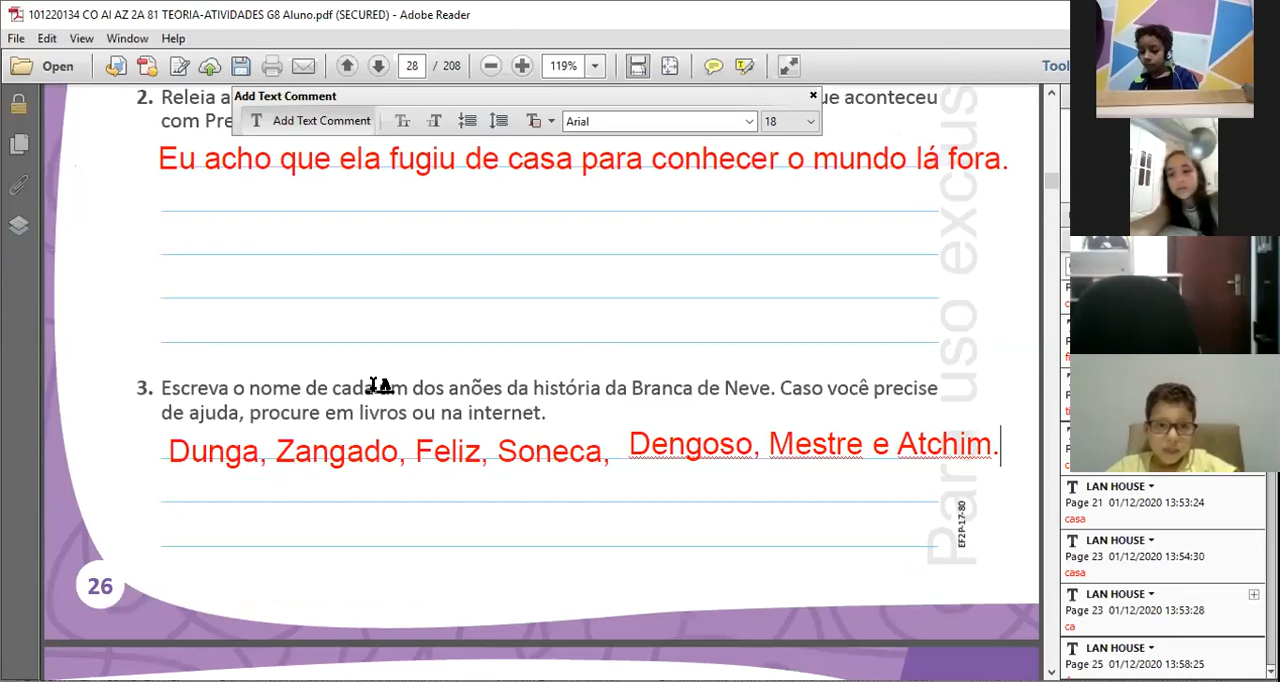 101220134 CO AI AZ 2A 81 TEORIA-ATIVIDADES G8 Aluno.pdf (SECURED) - Adobe Reader
File Edit View Window Help
Open 28 / 208 119% Tool
Add Text Comment
Add Text Comment Arial 18
2. Releia a ue aconteceu
com Pre
Eu acho que ela fugiu de casa para conhecer o mundo lá fora.
3. Escreva o nome de cada um dos anões da história da Branca de Neve. Caso você precise
de ajuda, procure em livros ou na internet.
Dunga, Zangado, Feliz, Soneca, Dengoso, Mestre e Atchim.
26
EF2P-17-80
Para uso
LAN HOUSE
Page 21 01/12/2020 13:53:24
casa
LAN HOUSE
Page 23 01/12/2020 13:54:30
casa
LAN HOUSE
Page 23 01/12/2020 13:53:28
ca
LAN HOUSE
Page 25 01/12/2020 13:58:25